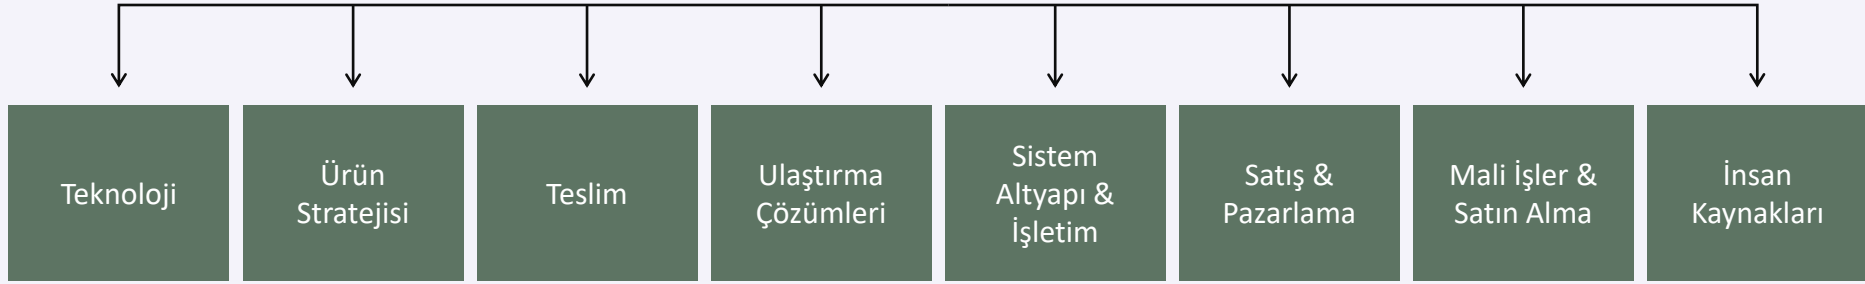 Teknoloji
Ürün
Stratejisi
Teslim
Ulaştırma
Çözümleri
Sistem
Altyapı &
İşletim
Satış &
Pazarlama
Mali İşler &
Satın Alma
İnsan
Kaynakları